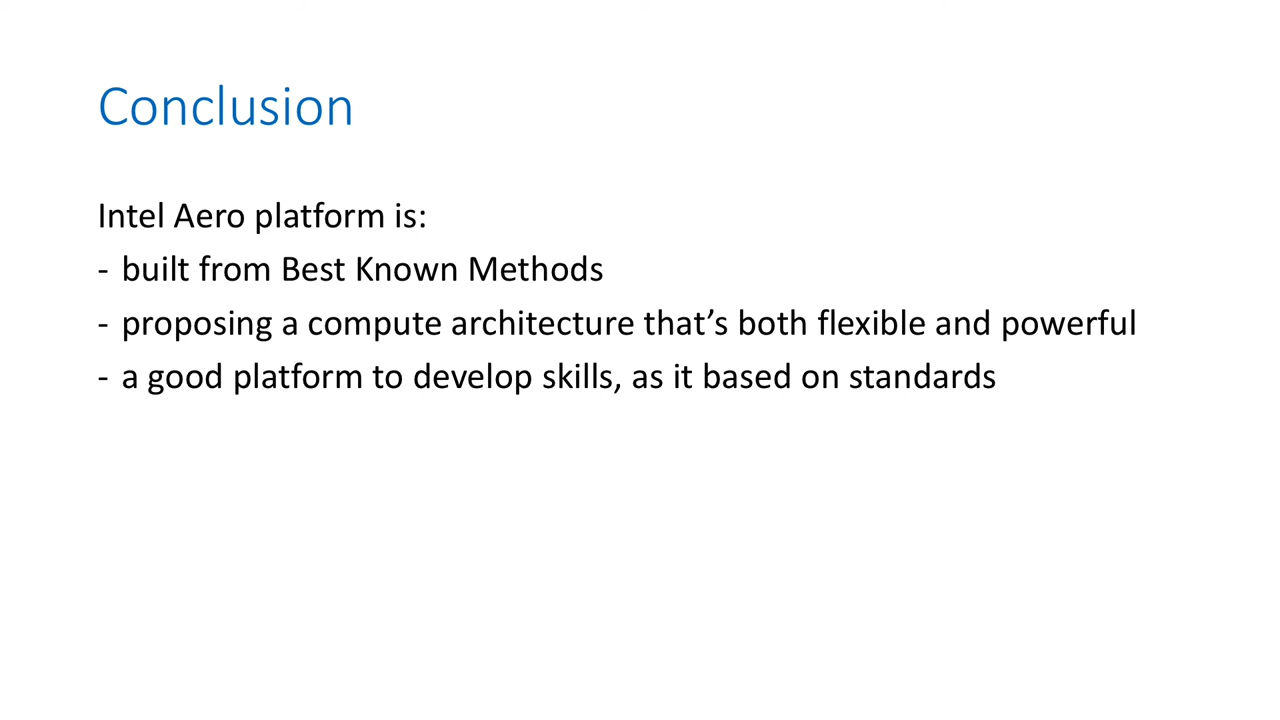 Conclusion
Intel Aero platform is:
- built from Best Known Methods
- proposing a compute architecture that’s both flexible and powerful
- a good platform to develop skills, as it based on standards